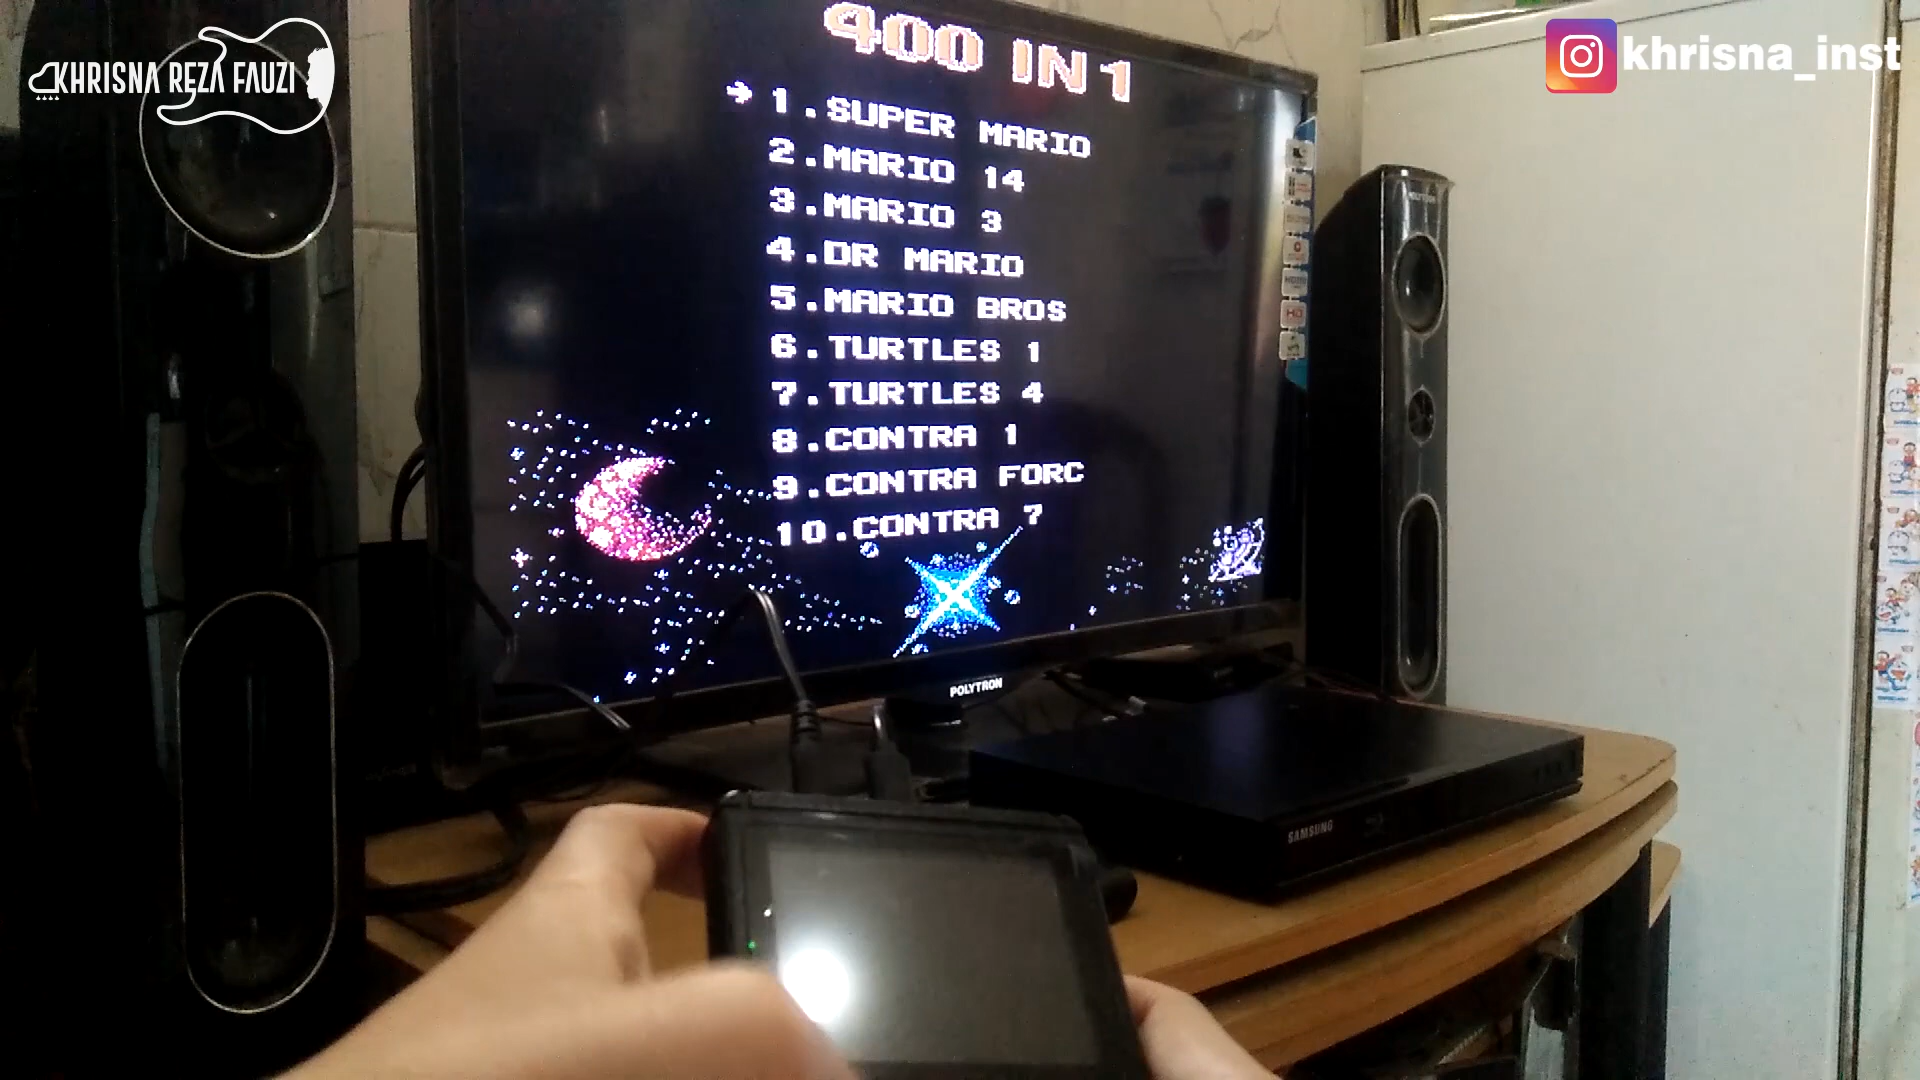 KHRISNA REZA FAUZI
khrisna_inst
400 IN 1
1.SUPER MARIO
2.MARIO 14
3.MARIO 3
4.DR MARIO
5.MARIO BROS
6.TURTLES 1
7.TURTLES 4
8.CONTRA 1
9.CONTRA FORC
10.CONTRA 7
POLYTRON
SAMSUNG